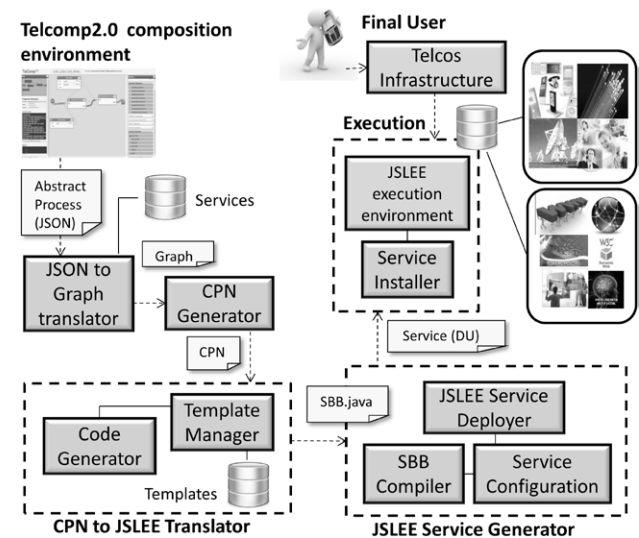 Telcomp2.0 composition
environment
Final User
Telcos
Infrastructure
Execution
Abstract
Process
(JSON)
Services
JSLEE
execution
environment
Service
Installer
Graph
JSON to
Graph
translator
CPN
Generator
CPN
Service (DU)
SBB.java
Template
Manager
Code
Generator
Templates
JSLEE Service
Deployer
SBB
Compiler
Service
Configuration
CPN to JSLEE Translator
JSLEE Service Generator